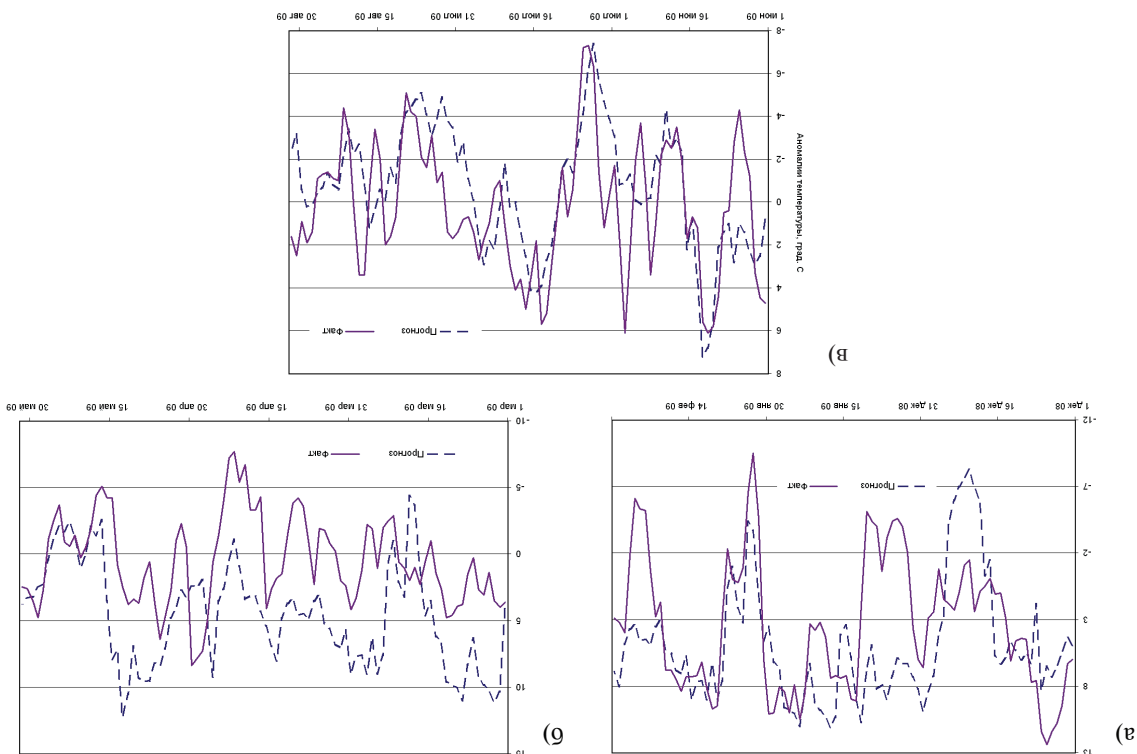 а)
13
8
3
-2
-7
-12
Прогноз Факт
1 дек 08 16 дек 08 31 дек 08 15 янв 09 30 янв 09 14 фев 09
б)
15
10
5
0
-5
-10
Прогноз Факт
1 мар 09 16 мар 09 31 мар 09 15 апр 09 30 апр 09 15 май 09 30 май 09
в)
Аномалии температуры, град. С
8
6
4
2
0
-2
-4
-6
-8
Прогноз Факт
1 июн 09 16 июн 09 1 июл 09 16 июл 09 31 июл 09 15 авг 09 30 авг 09